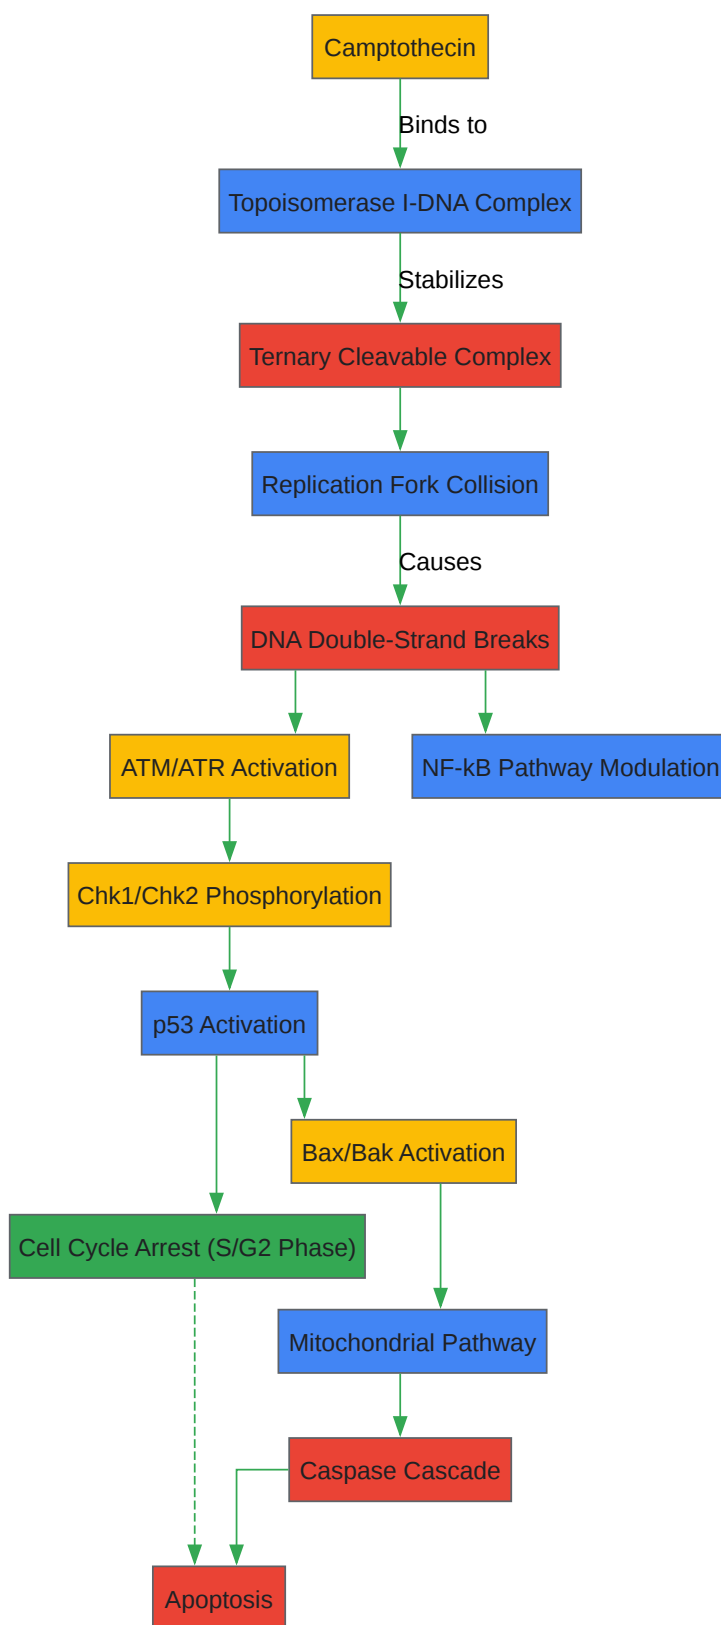 Camptothecin
Binds to
Topoisomerase I-DNA Complex
Stabilizes
Ternary Cleavable Complex
Replication Fork Collision
Causes
DNA Double-Strand Breaks
ATM/ATR Activation
NF-kB Pathway Modulation
Chk1/Chk2 Phosphorylation
p53 Activation
Bax/Bak Activation
Cell Cycle Arrest (S/G2 Phase)
Mitochondrial Pathway
Caspase Cascade
Apoptosis